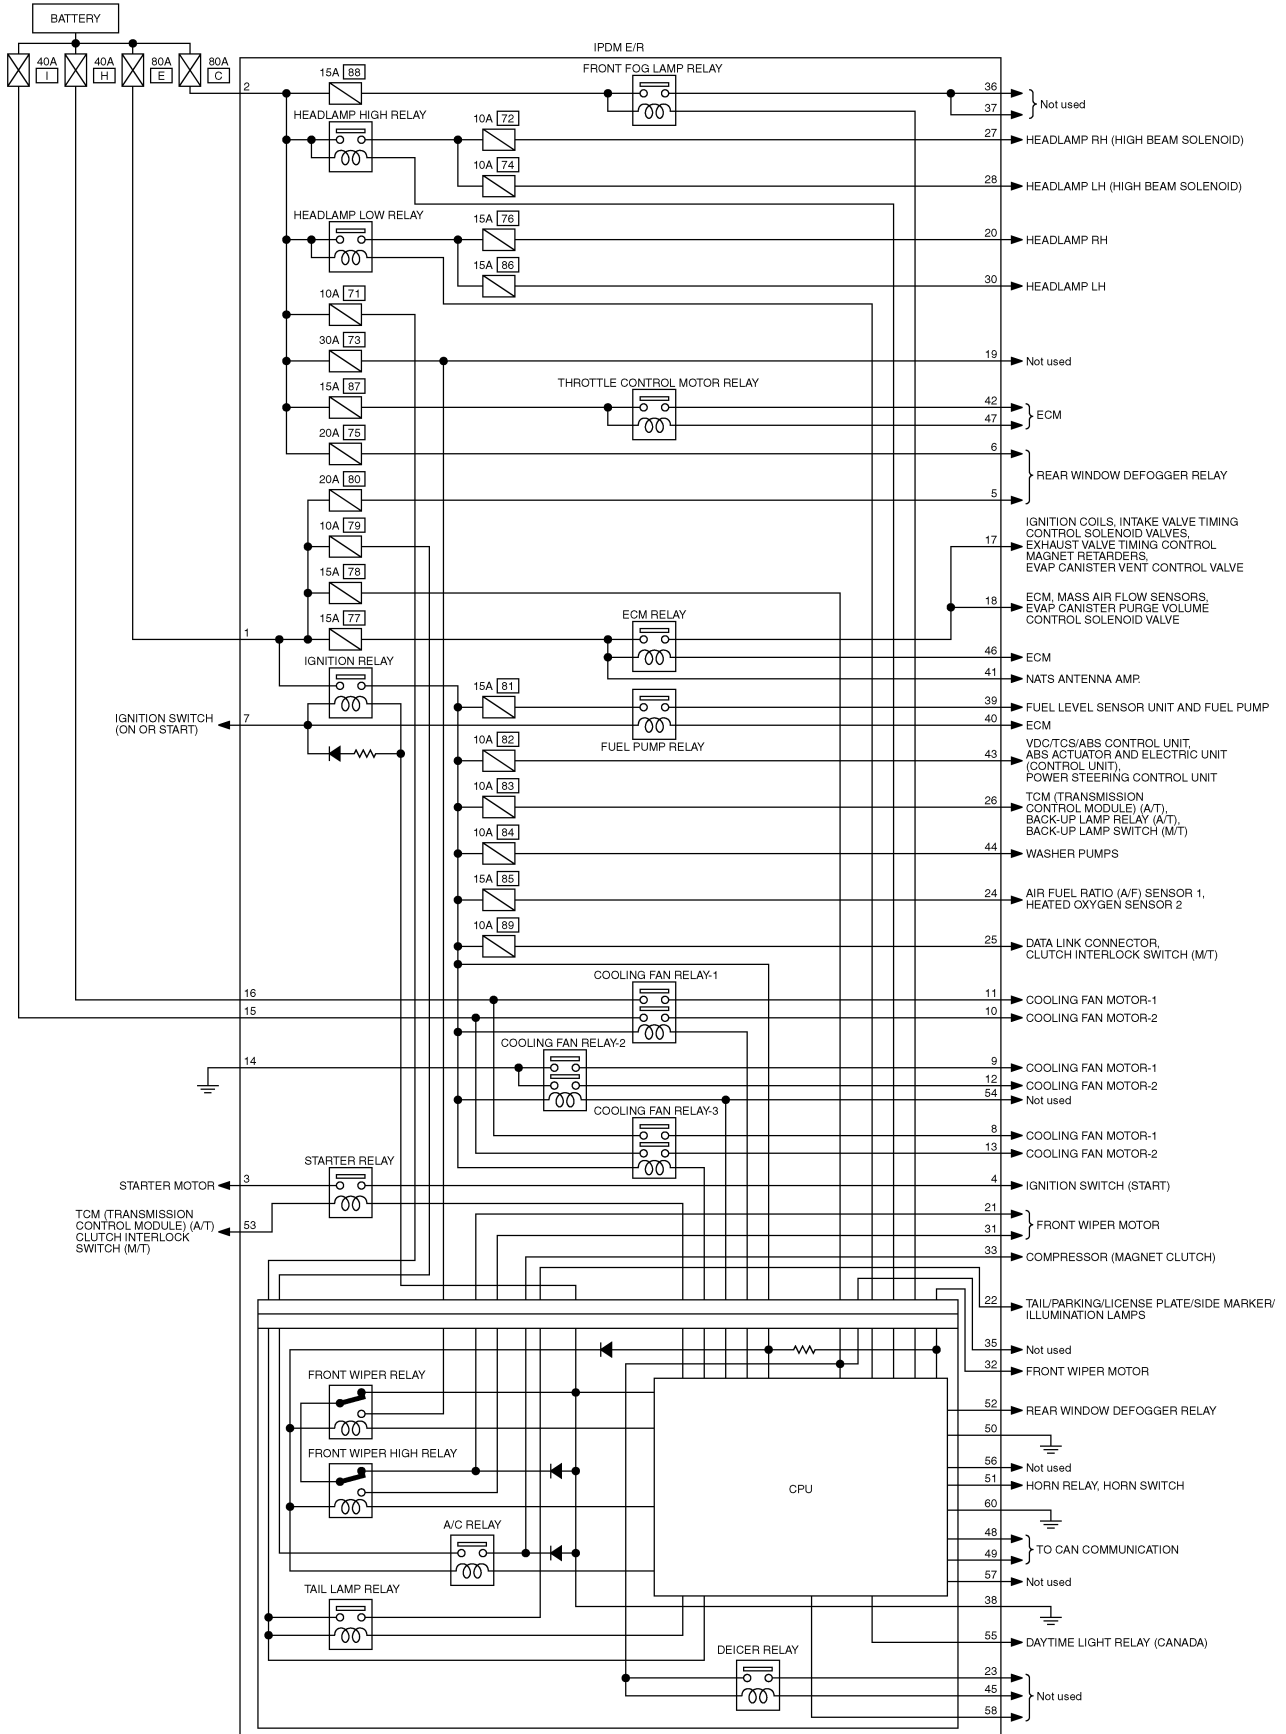 BATTERY
IPDM E/R
40A
I
40A
H
80A
E
80A
C
15A 88
FRONT FOG LAMP RELAY
2
36
37
Not used
HEADLAMP HIGH RELAY
10A 72
27
HEADLAMP RH (HIGH BEAM SOLENOID)
10A 74
28
HEADLAMP LH (HIGH BEAM SOLENOID)
HEADLAMP LOW RELAY
15A 76
20
HEADLAMP RH
15A 86
30
HEADLAMP LH
10A 71
30A 73
19
Not used
15A 87
THROTTLE CONTROL MOTOR RELAY
42
47
ECM
20A 75
6
REAR WINDOW DEFOGGER RELAY
20A 80
5
10A 79
17
IGNITION COILS, INTAKE VALVE TIMING
CONTROL SOLENOID VALVES,
EXHAUST VALVE TIMING CONTROL
MAGNET RETARDERS,
EVAP CANISTER VENT CONTROL VALVE
15A 78
18
ECM, MASS AIR FLOW SENSORS,
EVAP CANISTER PURGE VOLUME
CONTROL SOLENOID VALVE
15A 77
ECM RELAY
1
46
ECM
41
NATS ANTENNA AMP.
IGNITION RELAY
15A 81
39
FUEL LEVEL SENSOR UNIT AND FUEL PUMP
IGNITION SWITCH
(ON OR START)
7
40
ECM
FUEL PUMP RELAY
10A 82
43
VDC/TCS/ABS CONTROL UNIT,
ABS ACTUATOR AND ELECTRIC UNIT
(CONTROL UNIT),
POWER STEERING CONTROL UNIT
10A 83
26
TCM (TRANSMISSION
CONTROL MODULE) (A/T),
BACK-UP LAMP RELAY (A/T),
BACK-UP LAMP SWITCH (M/T)
10A 84
44
WASHER PUMPS
15A 85
24
AIR FUEL RATIO (A/F) SENSOR 1,
HEATED OXYGEN SENSOR 2
10A 89
25
DATA LINK CONNECTOR,
CLUTCH INTERLOCK SWITCH (M/T)
COOLING FAN RELAY-1
16
11
COOLING FAN MOTOR-1
15
10
COOLING FAN MOTOR-2
COOLING FAN RELAY-2
14
9
COOLING FAN MOTOR-1
12
COOLING FAN MOTOR-2
54
Not used
COOLING FAN RELAY-3
8
COOLING FAN MOTOR-1
13
COOLING FAN MOTOR-2
STARTER RELAY
STARTER MOTOR
3
4
IGNITION SWITCH (START)
TCM (TRANSMISSION
CONTROL MODULE) (A/T)
CLUTCH INTERLOCK
SWITCH (M/T)
53
21
31
FRONT WIPER MOTOR
33
COMPRESSOR (MAGNET CLUTCH)
22
TAIL/PARKING/LICENSE PLATE/SIDE MARKER/
ILLUMINATION LAMPS
35
Not used
32
FRONT WIPER MOTOR
FRONT WIPER RELAY
52
REAR WINDOW DEFOGGER RELAY
50
FRONT WIPER HIGH RELAY
56
Not used
51
HORN RELAY, HORN SWITCH
CPU
60
A/C RELAY
48
49
TO CAN COMMUNICATION
57
Not used
TAIL LAMP RELAY
38
55
DAYTIME LIGHT RELAY (CANADA)
DEICER RELAY
23
45
58
Not used